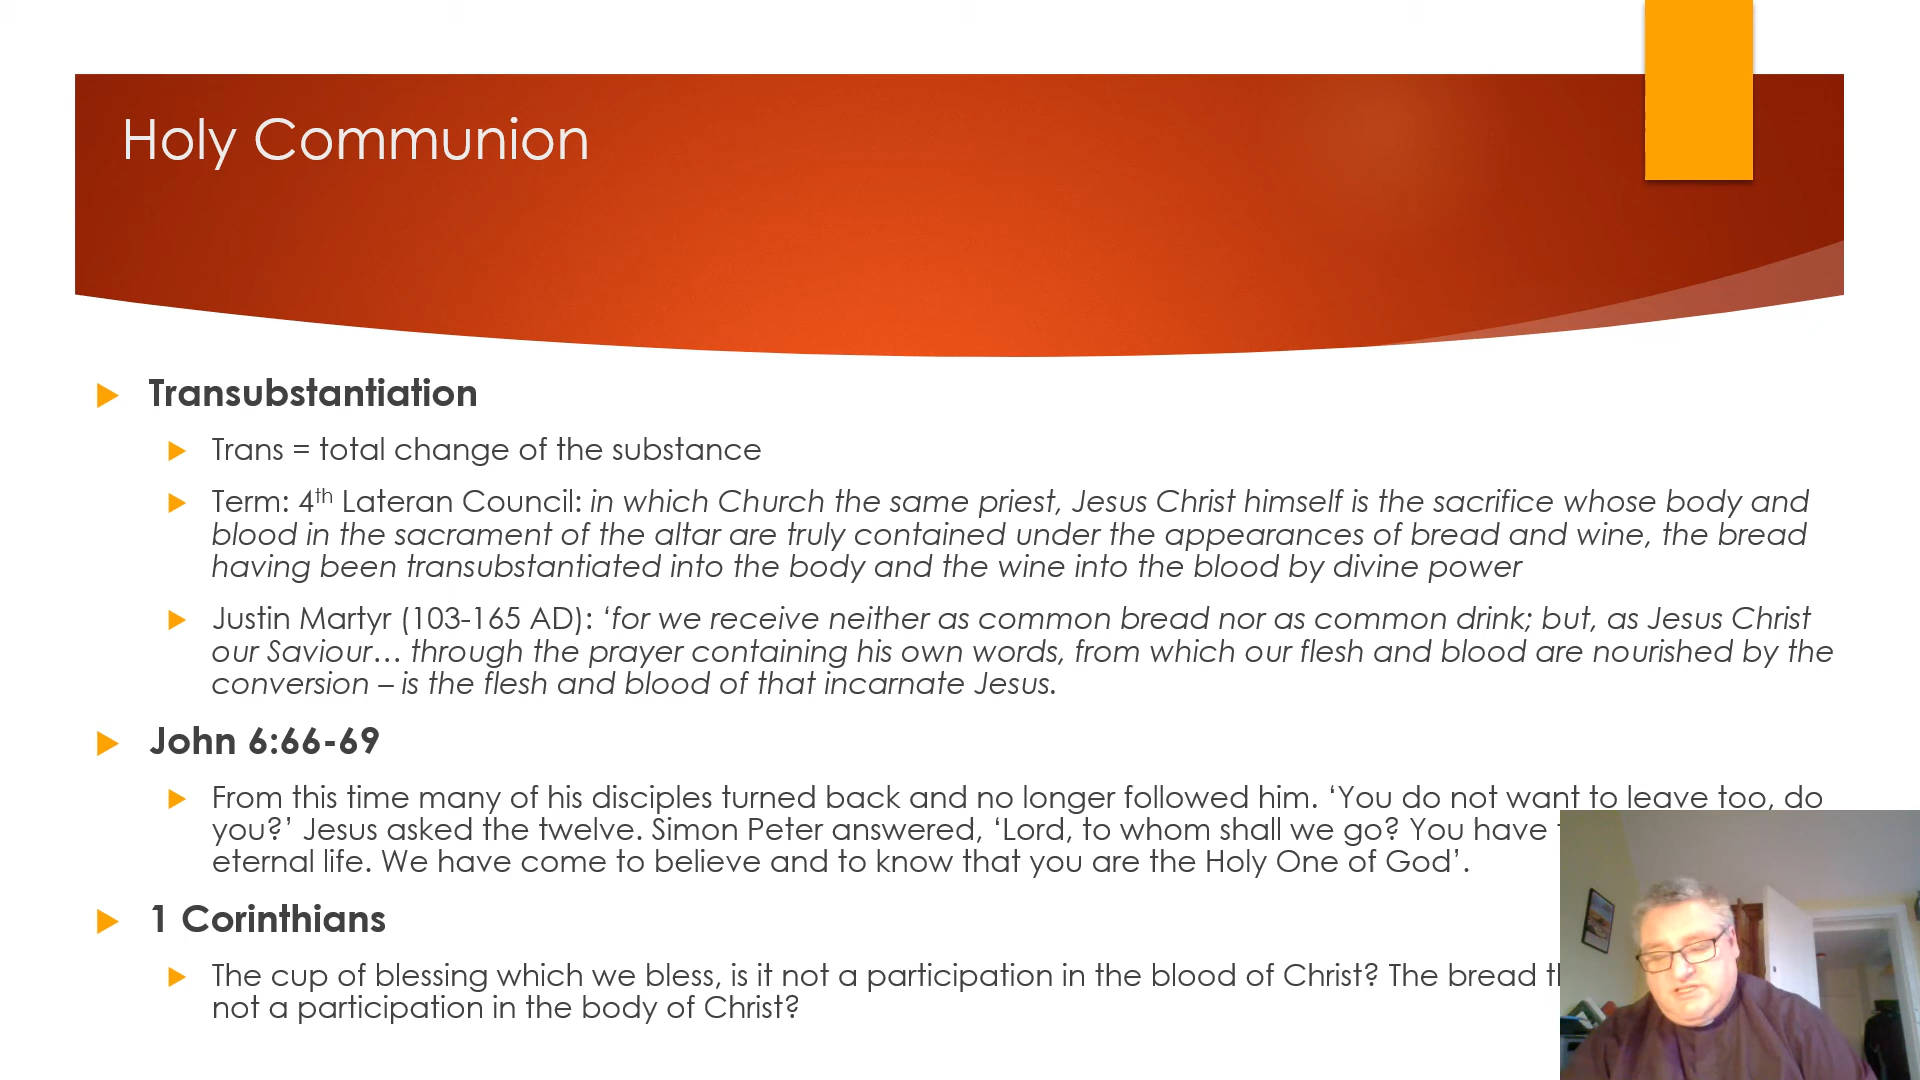 Holy Communion
Transubstantiation
Trans = total change of the substance
Term: 4th Lateran Council: in which Church the same priest, Jesus Christ himself is the sacrifice whose body and
blood in the sacrament of the altar are truly contained under the appearances of bread and wine, the bread
having been transubstantiated into the body and the wine into the blood by divine power
Justin Martyr (103-165 AD): ‘for we receive neither as common bread nor as common drink; but, as Jesus Christ
our Saviour… through the prayer containing his own words, from which our flesh and blood are nourished by the
conversion – is the flesh and blood of that incarnate Jesus.
John 6:66-69
From this time many of his disciples turned back and no longer followed him. ‘You do not want to leave too, do
you?’ Jesus asked the twelve. Simon Peter answered, ‘Lord, to whom shall we go? You have
eternal life. We have come to believe and to know that you are the Holy One of God’.
1 Corinthians
The cup of blessing which we bless, is it not a participation in the blood of Christ? The bread
not a participation in the body of Christ?